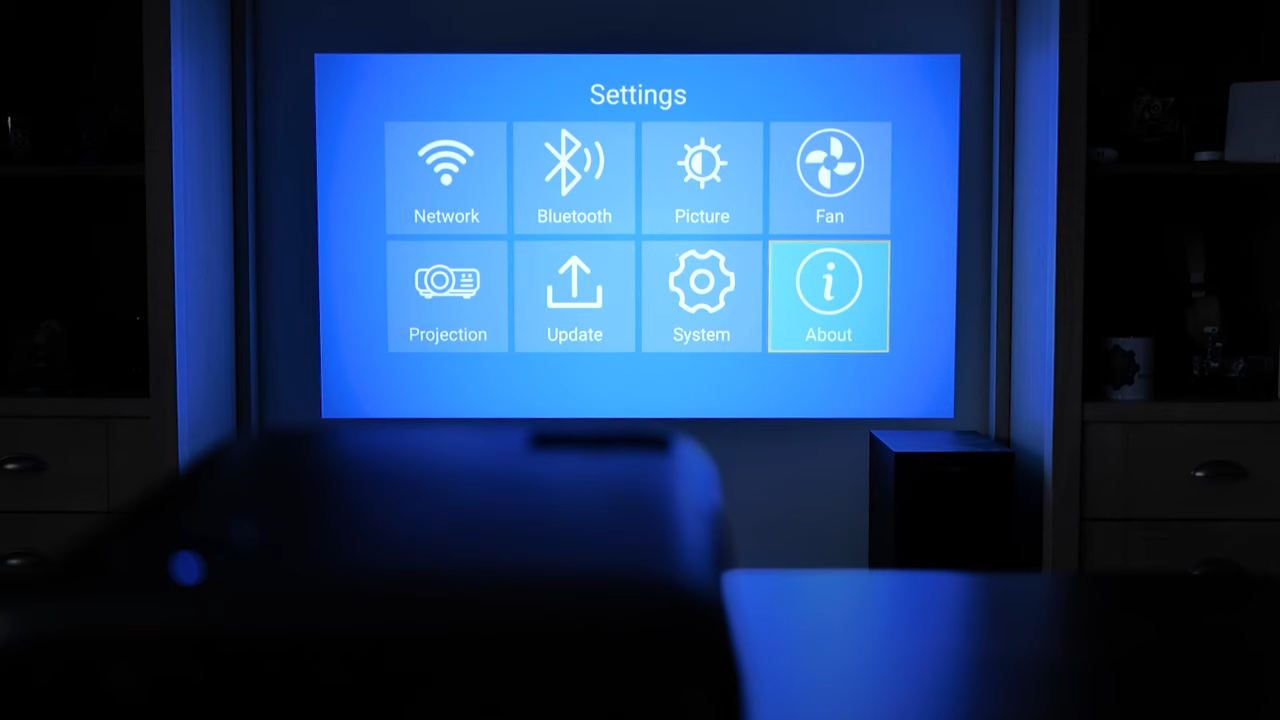 Settings
Network
Bluetooth
Picture
Fan
Projection
Update
System
About